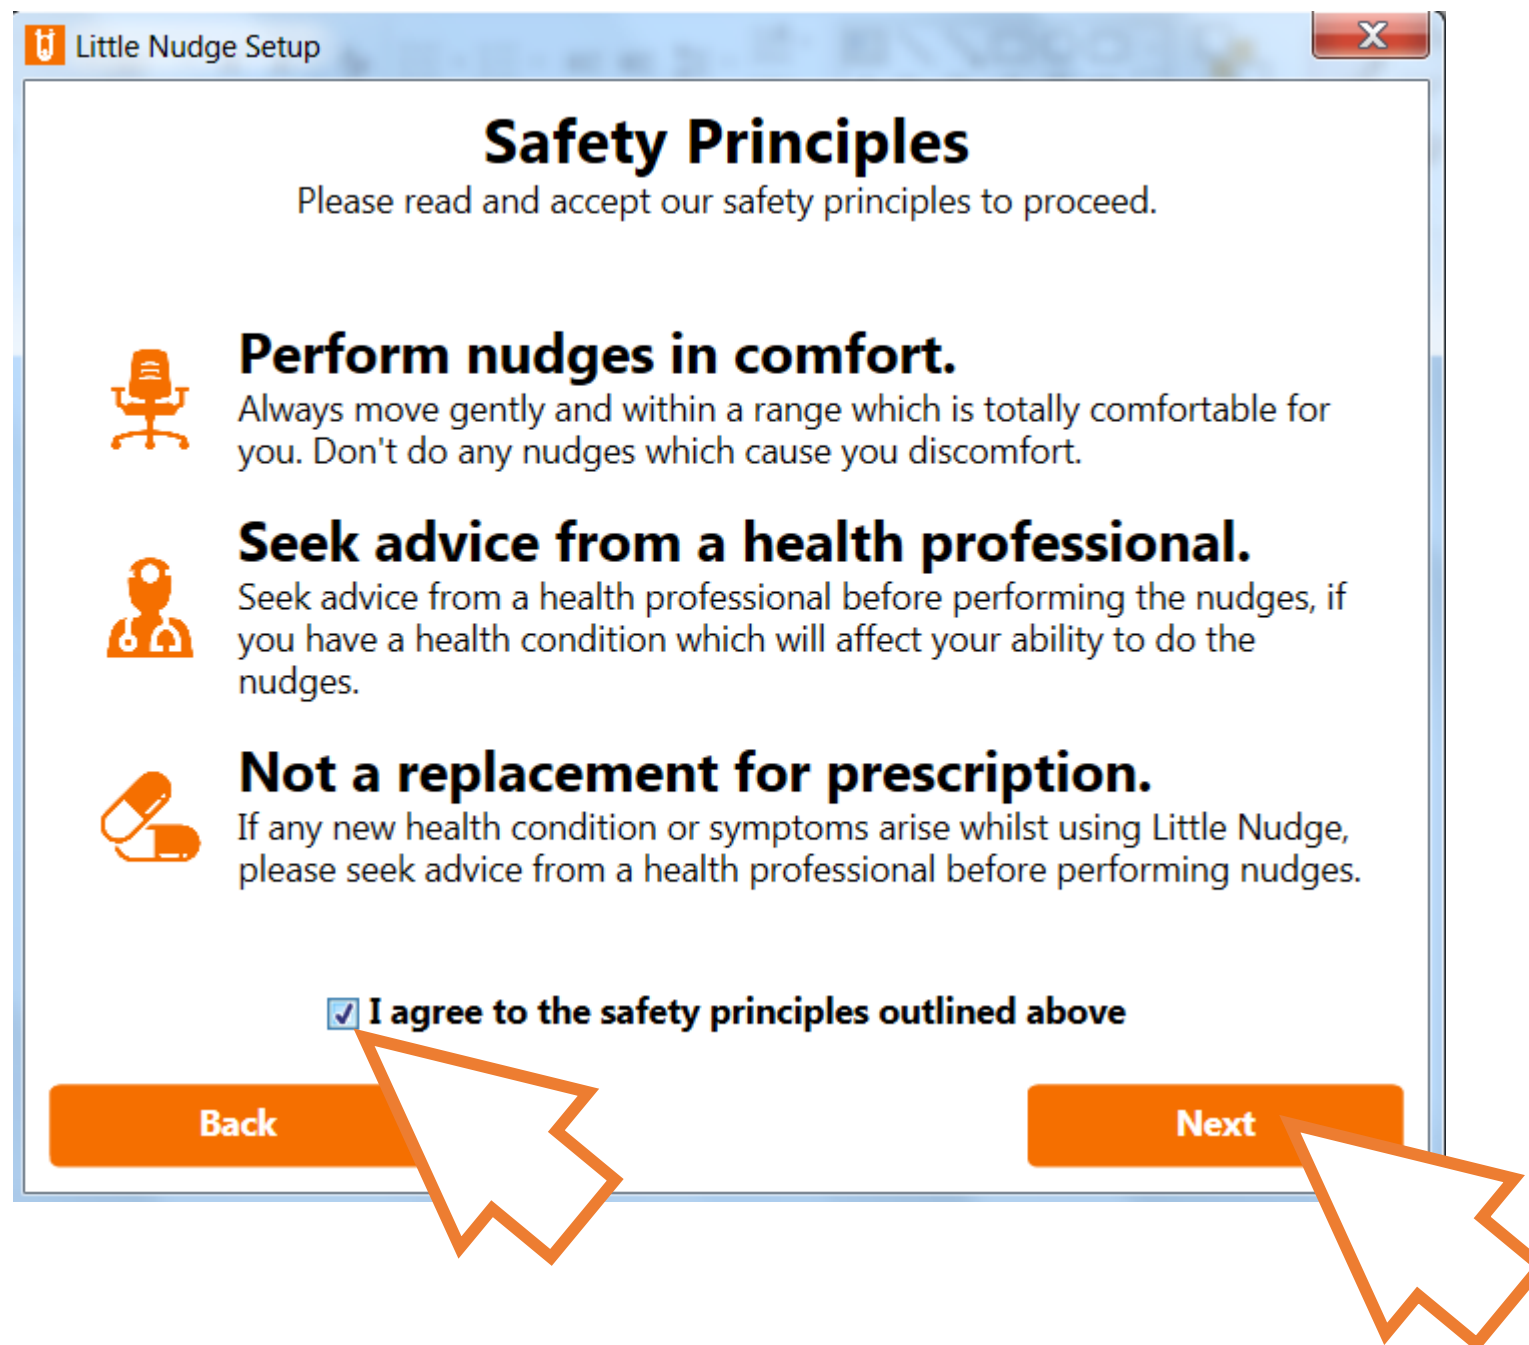 Little Nudge Setup
Safety Principles
Please read and accept our safety principles to proceed.
Perform nudges in comfort.
Always move gently and within a range which is totally comfortable for
you. Don't do any nudges which cause you discomfort.
Seek advice from a health professional.
Seek advice from a health professional before performing the nudges, if
you have a health condition which will affect your ability to do the
nudges.
Not a replacement for prescription.
If any new health condition or symptoms arise whilst using Little Nudge,
please seek advice from a health professional before performing nudges.
I agree to the safety principles outlined above
Back
Next